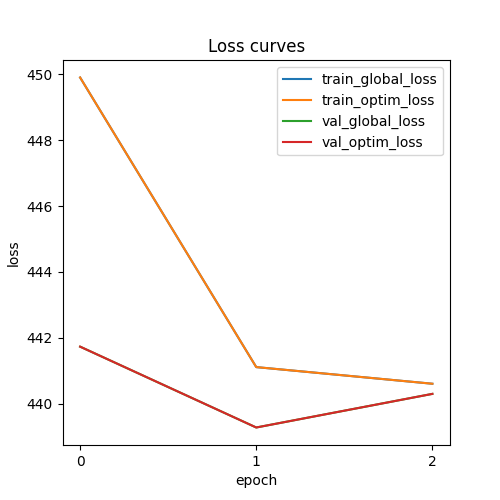 Loss curves
train_global_loss
train_optim_loss
val_global_loss
val_optim_loss
450
448
446
444
442
440
loss
0 1 2
epoch